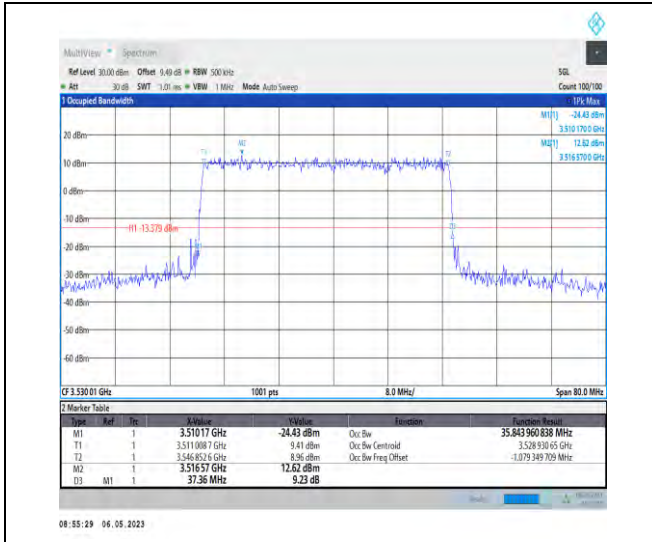 MultiView Spectrum
Ref Level 30.00 dBm Offset 9.49 dB RBW 500 kHz SGL
Att 30 dB SWT 1.01 ms VBW 1 MHz Mode Auto Sweep Count 100/100
1 Occupied Bandwidth 1Pk Max
M1[1] -24.43 dBm
3.510 170 0 GHz
M2[1] 12.62 dBm
3.516 570 0 GHz
20 dBm
M2
T1
T2
10 dBm
0 dBm
-10 dBm
H1 -13.379 dBm
D3
-20 dBm
-30 dBm
-40 dBm
-50 dBm
-60 dBm
CF 3.530 01 GHz 1001 pts 8.0 MHz/ Span 80.0 MHz
2 Marker Table
Type Ref Trc X-Value Y-Value Function Function Result
M1 1 3.51017 GHz -24.43 dBm Occ Bw 35.843 960 838 MHz
T1 1 3.511 008 7 GHz 9.41 dBm Occ Bw Centroid 3.528 930 65 GHz
T2 1 3.546 852 6 GHz 8.96 dBm Occ Bw Freq Offset -1.079 349 709 MHz
M2 1 3.51657 GHz 12.62 dBm
D3 M1 1 37.36 MHz 9.23 dB
08:55:29 06.05.2023